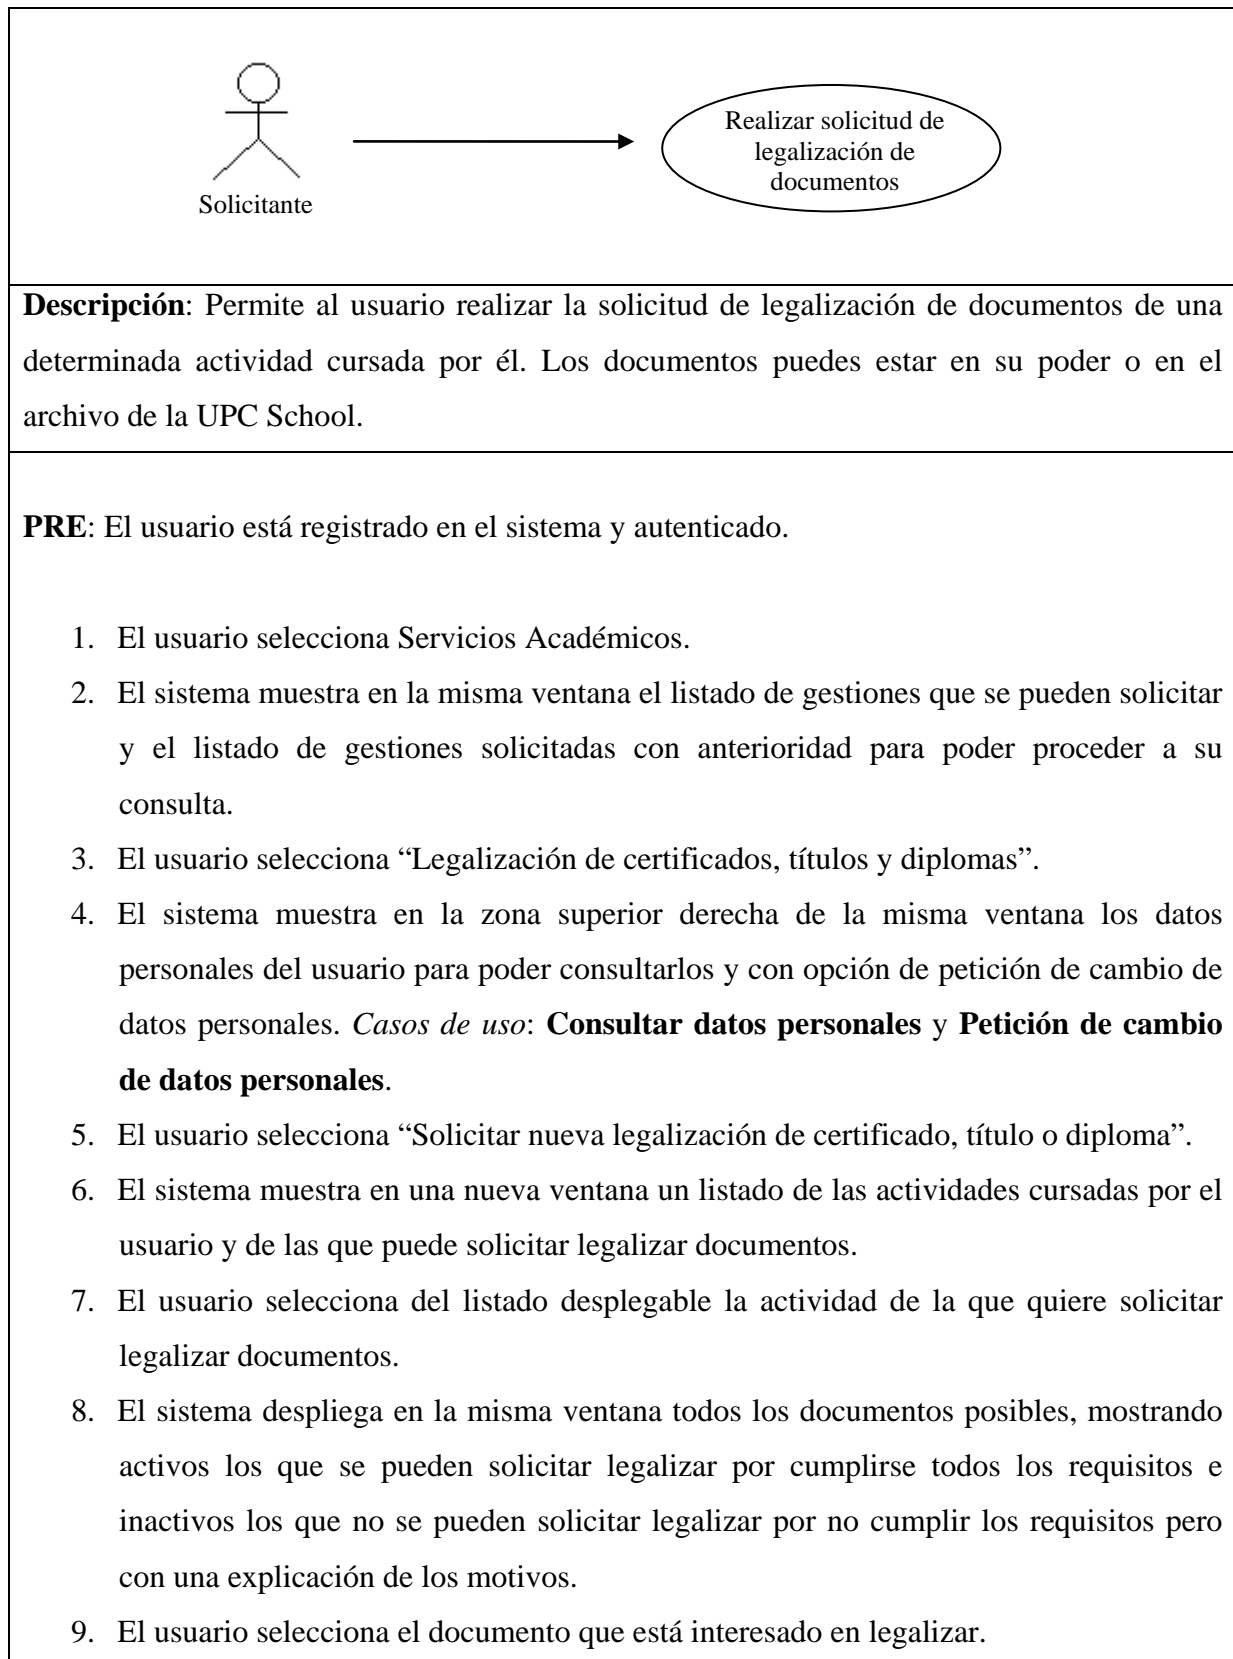 Realizar solicitud de
legalización de
documentos
Solicitante
Descripción: Permite al usuario realizar la solicitud de legalización de documentos de una
determinada actividad cursada por él. Los documentos puedes estar en su poder o en el
archivo de la UPC School.
PRE: El usuario está registrado en el sistema y autenticado.
1. El usuario selecciona Servicios Académicos.
2. El sistema muestra en la misma ventana el listado de gestiones que se pueden solicitar
y el listado de gestiones solicitadas con anterioridad para poder proceder a su
consulta.
3. El usuario selecciona “Legalización de certificados, títulos y diplomas”.
4. El sistema muestra en la zona superior derecha de la misma ventana los datos
personales del usuario para poder consultarlos y con opción de petición de cambio de
datos personales. Casos de uso: Consultar datos personales y Petición de cambio
de datos personales.
5. El usuario selecciona “Solicitar nueva legalización de certificado, título o diploma”.
6. El sistema muestra en una nueva ventana un listado de las actividades cursadas por el
usuario y de las que puede solicitar legalizar documentos.
7. El usuario selecciona del listado desplegable la actividad de la que quiere solicitar
legalizar documentos.
8. El sistema despliega en la misma ventana todos los documentos posibles, mostrando
activos los que se pueden solicitar legalizar por cumplirse todos los requisitos e
inactivos los que no se pueden solicitar legalizar por no cumplir los requisitos pero
con una explicación de los motivos.
9. El usuario selecciona el documento que está interesado en legalizar.